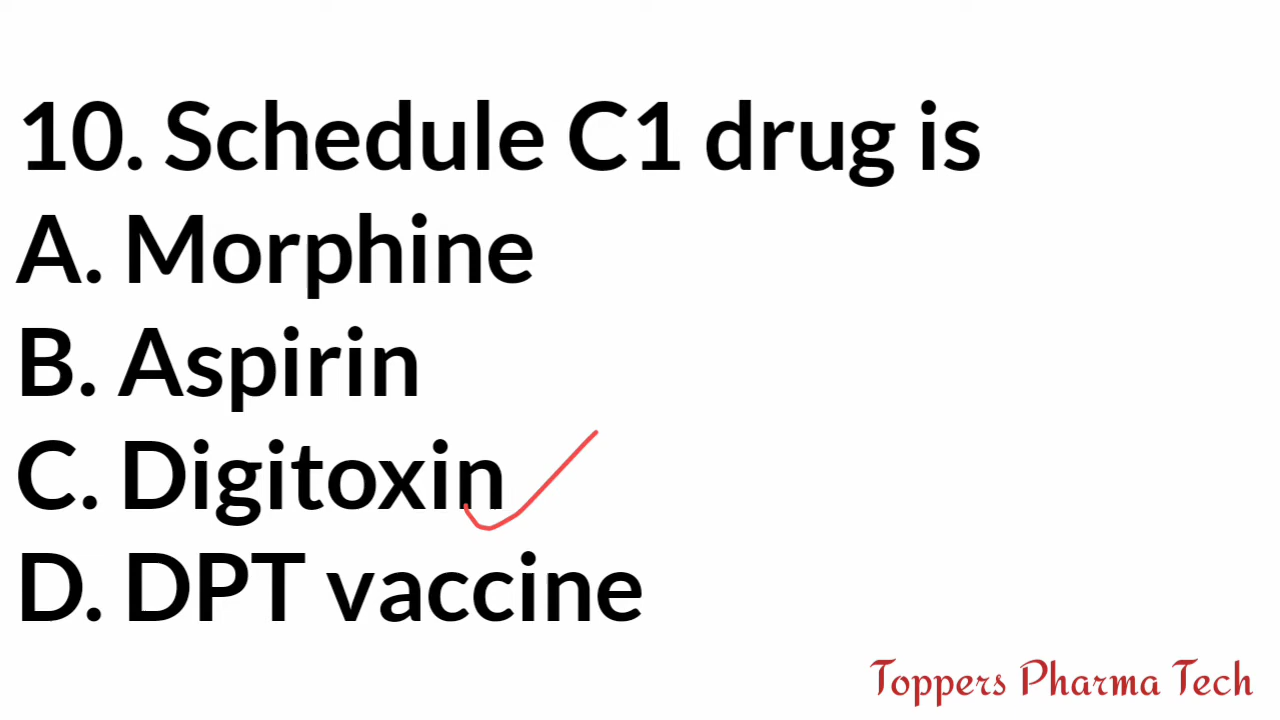 10. Schedule C1 drug is
A. Morphine
B. Aspirin
C. Digitoxin
D. DPT vaccine
Toppers Pharma Tech